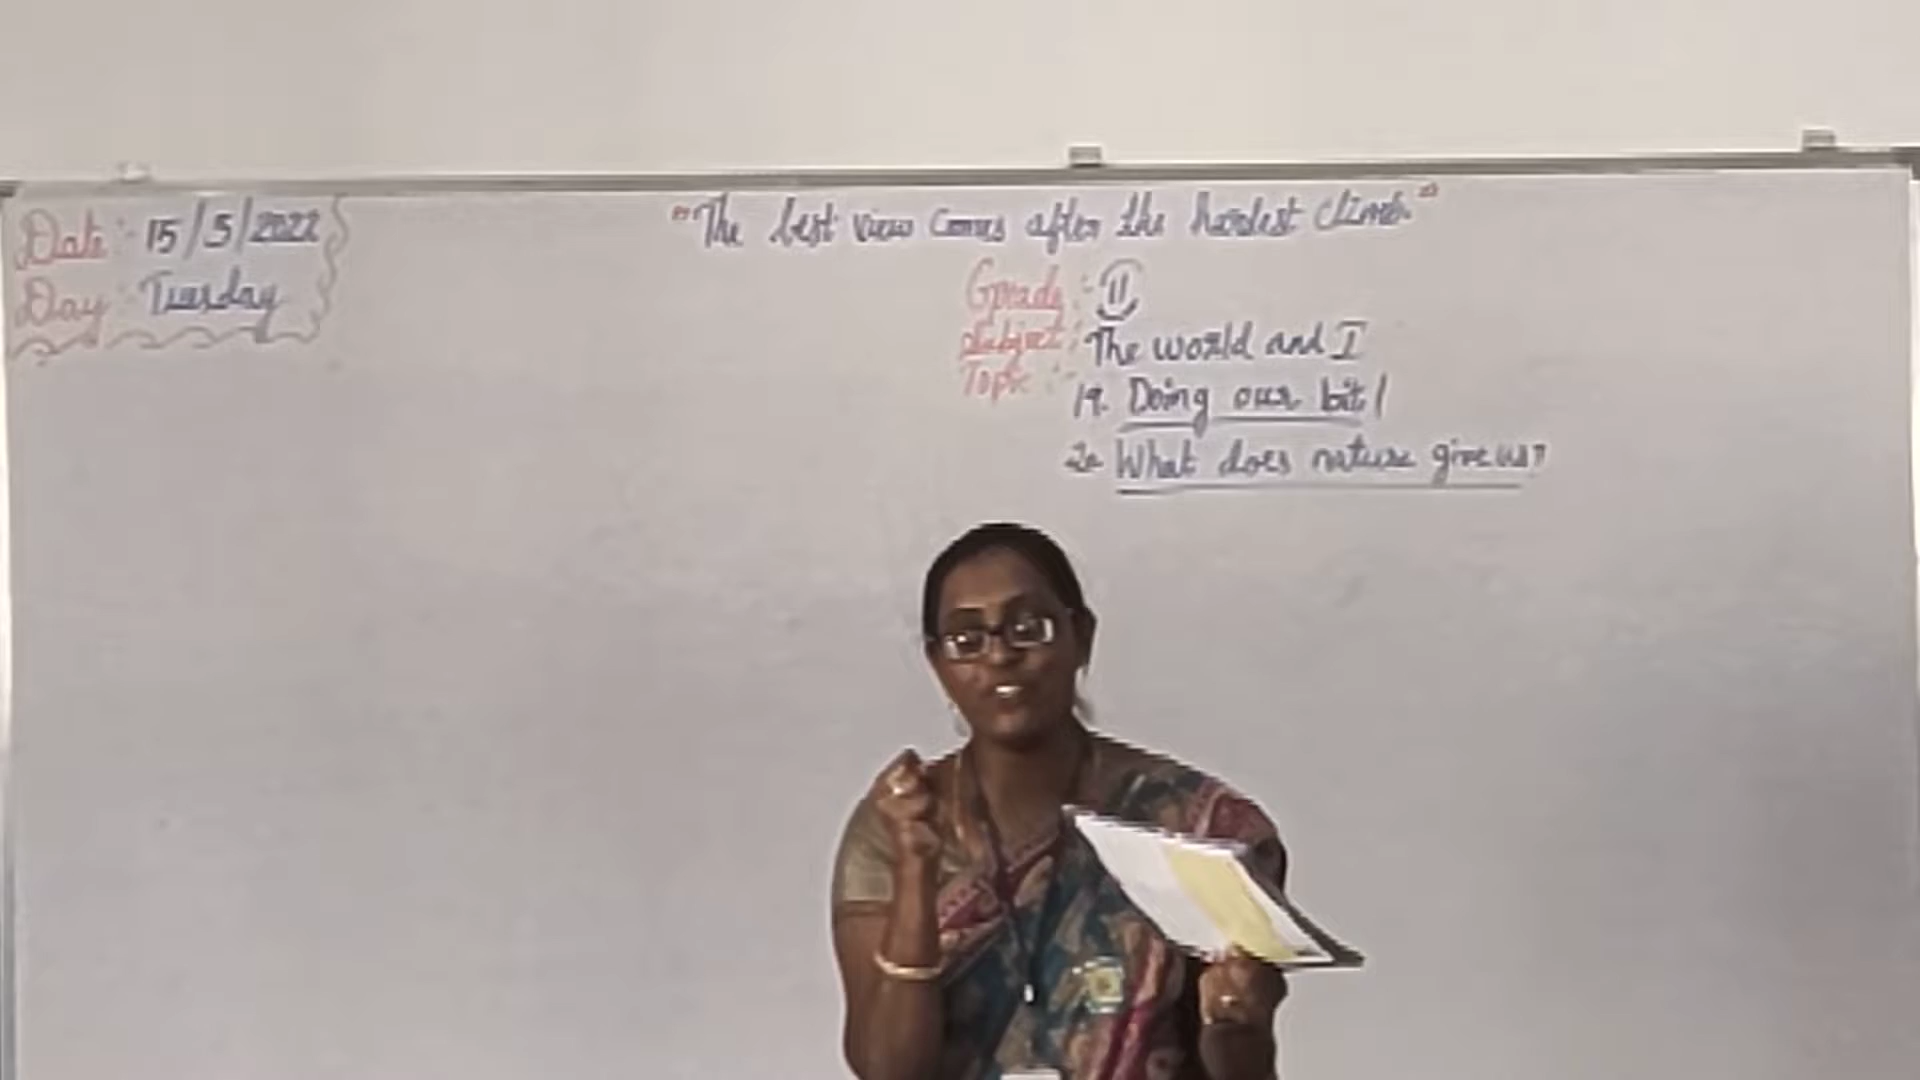 Date :- 15/5/2022
Day :- Tuesday
"The best view comes after the hardest climb."
Grade :- II
Subject :- The world and I
Topic :-
19. Doing our bit!
20. What does nature give us?